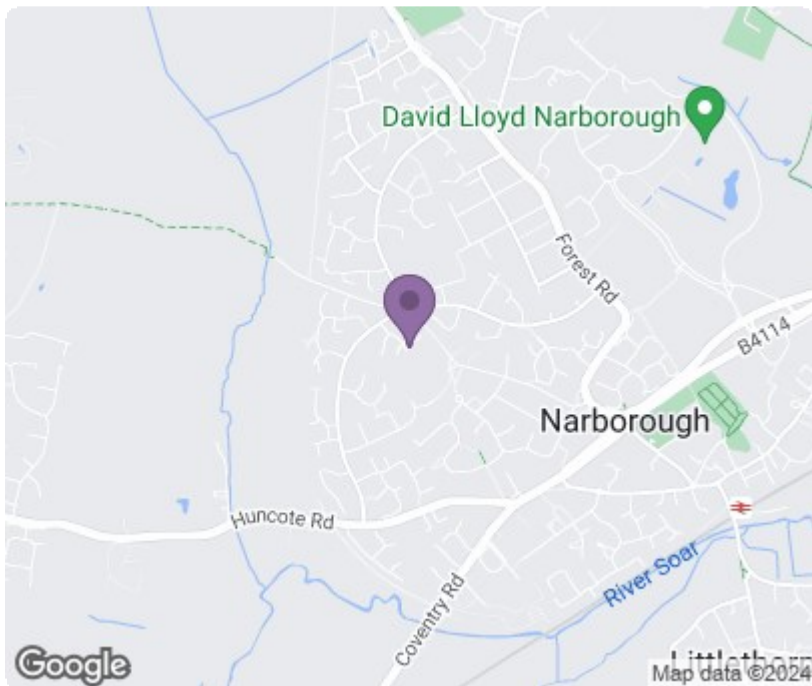 David Lloyd Narborough
Forest Rd
B4114
Narborough
Huncote Rd
River Soar
Coventry Rd
Google
Map data ©2024